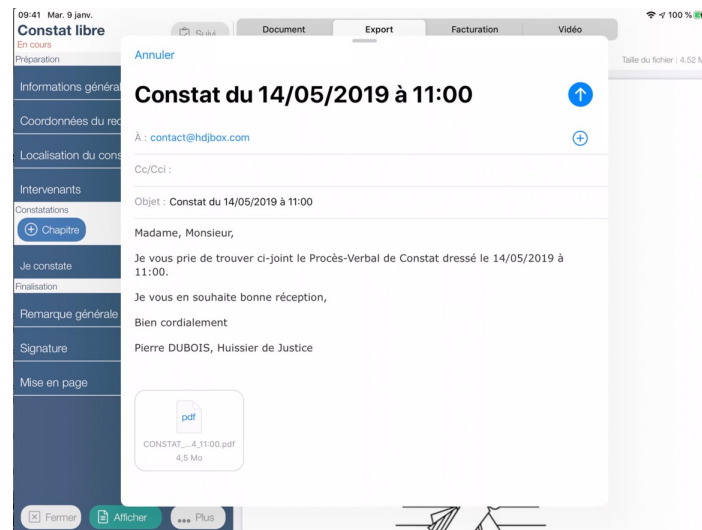 09:41 Mar. 9 janv.
100 %
Constat libre
En cours
Suivi
Document
Export
Facturation
Vidéo
Préparation
Taille du fichier : 4.52 M
Informations général
Coordonnées du req
Localisation du cons
Intervenants
Constatations
Chapitre
Je constate
Finalisation
Remarque générale
Signature
Mise en page
Fermer
Afficher
Plus
Annuler
Constat du 14/05/2019 à 11:00
À : contact@hdjbox.com
Cc/Cci :
Objet : Constat du 14/05/2019 à 11:00
Madame, Monsieur,
Je vous prie de trouver ci-joint le Procès-Verbal de Constat dressé le 14/05/2019 à
11:00.
Je vous en souhaite bonne réception,
Bien cordialement
Pierre DUBOIS, Huissier de Justice
pdf
CONSTAT_...4_11:00.pdf
4,5 Mo